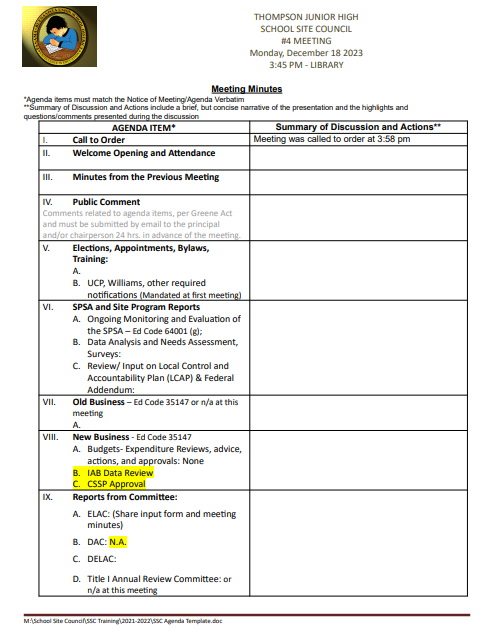 THOMPSON JUNIOR HIGH
SCHOOL SITE COUNCIL
#4 MEETING
Monday, December 18 2023
3:45 PM - LIBRARY
Meeting Minutes
*Agenda items must match the Notice of Meeting/Agenda Verbatim
**Summary of Discussion and Actions include a brief, but concise narrative of the presentation and the highlights and
questions/comments presented during the discussion
AGENDA ITEM*
Summary of Discussion and Actions**
I. Call to Order
Meeting was called to order at 3:58 pm
II. Welcome Opening and Attendance
III. Minutes from the Previous Meeting
IV. Public Comment
Comments related to agenda items, per Greene Act
and must be submitted by email to the principal
and/or chairperson 24 hrs. in advance of the meeting.
V. Elections, Appointments, Bylaws,
Training:
A.
B. UCP, Williams, other required
notifications (Mandated at first meeting)
VI. SPSA and Site Program Reports
A. Ongoing Monitoring and Evaluation of
the SPSA – Ed Code 64001 (g);
B. Data Analysis and Needs Assessment,
Surveys:
C. Review/ Input on Local Control and
Accountability Plan (LCAP) & Federal
Addendum:
VII. Old Business – Ed Code 35147 or n/a at this
meeting
A.
VIII. New Business - Ed Code 35147
A. Budgets- Expenditure Reviews, advice,
actions, and approvals: None
B. IAB Data Review
C. CSSP Approval
IX. Reports from Committee:
A. ELAC: (Share input form and meeting
minutes)
B. DAC: N.A.
C. DELAC:
D. Title I Annual Review Committee: or
n/a at this meeting
M:\School Site Council\SSC Training\2021-2022\SSC Agenda Template.doc